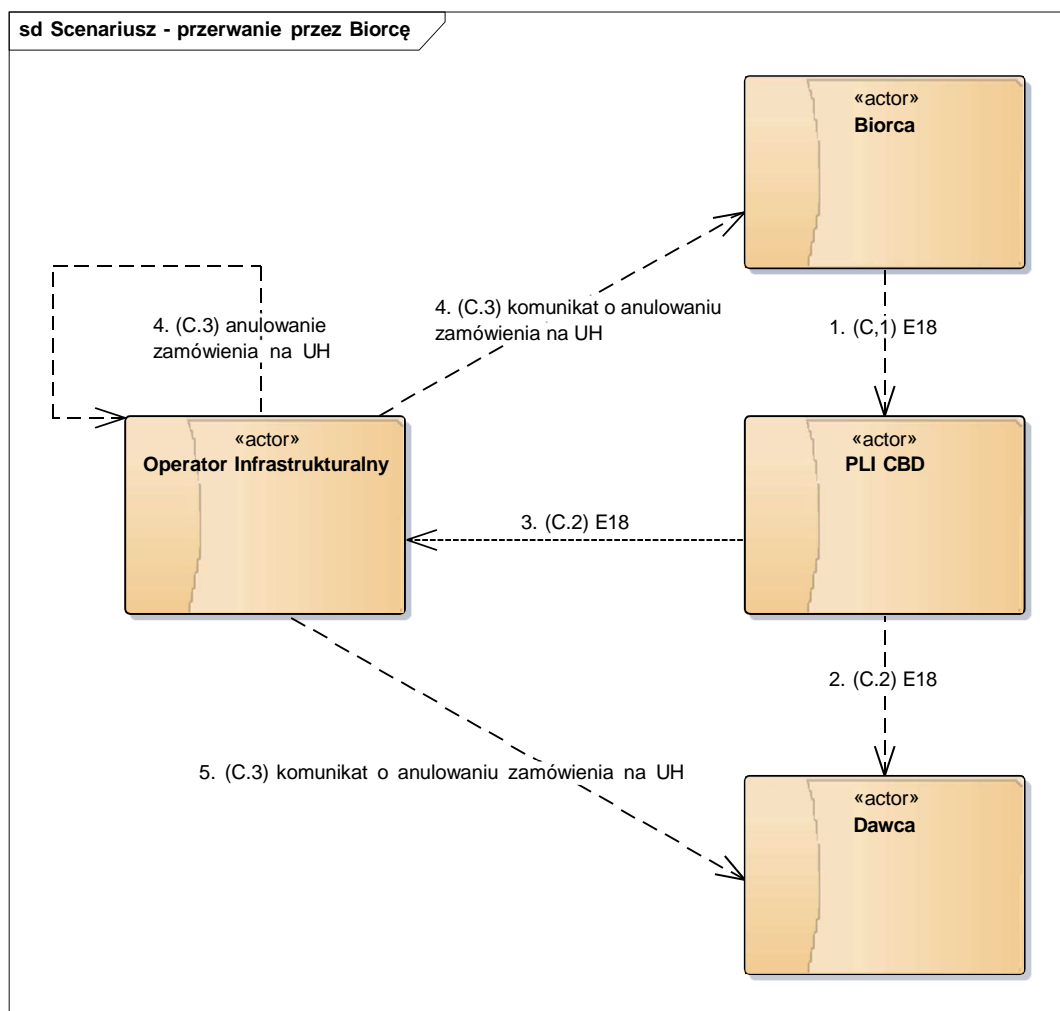 sd Scenariusz - przerwanie przez Biorcę
«actor»
Biorca
4. (C.3) anulowanie
zamówienia na UH
4. (C.3) komunikat o anulowaniu
zamówienia na UH
1. (C,1) E18
«actor»
Operator Infrastrukturalny
«actor»
PLI CBD
3. (C.2) E18
2. (C.2) E18
5. (C.3) komunikat o anulowaniu zamówienia na UH
«actor»
Dawca